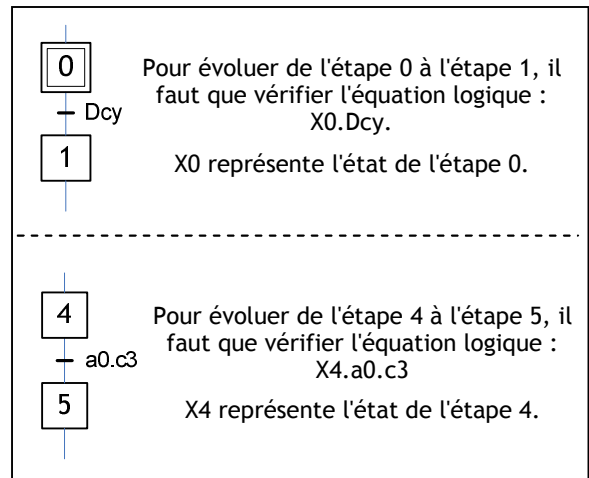 0
Pour évoluer de l'étape 0 à l'étape 1, il
faut que vérifier l'équation logique :
Dcy
X0.Dcy.
1
X0 représente l'état de l'étape 0.
4
Pour évoluer de l'étape 4 à l'étape 5, il
faut que vérifier l'équation logique :
a0.c3
X4.a0.c3
5
X4 représente l'état de l'étape 4.